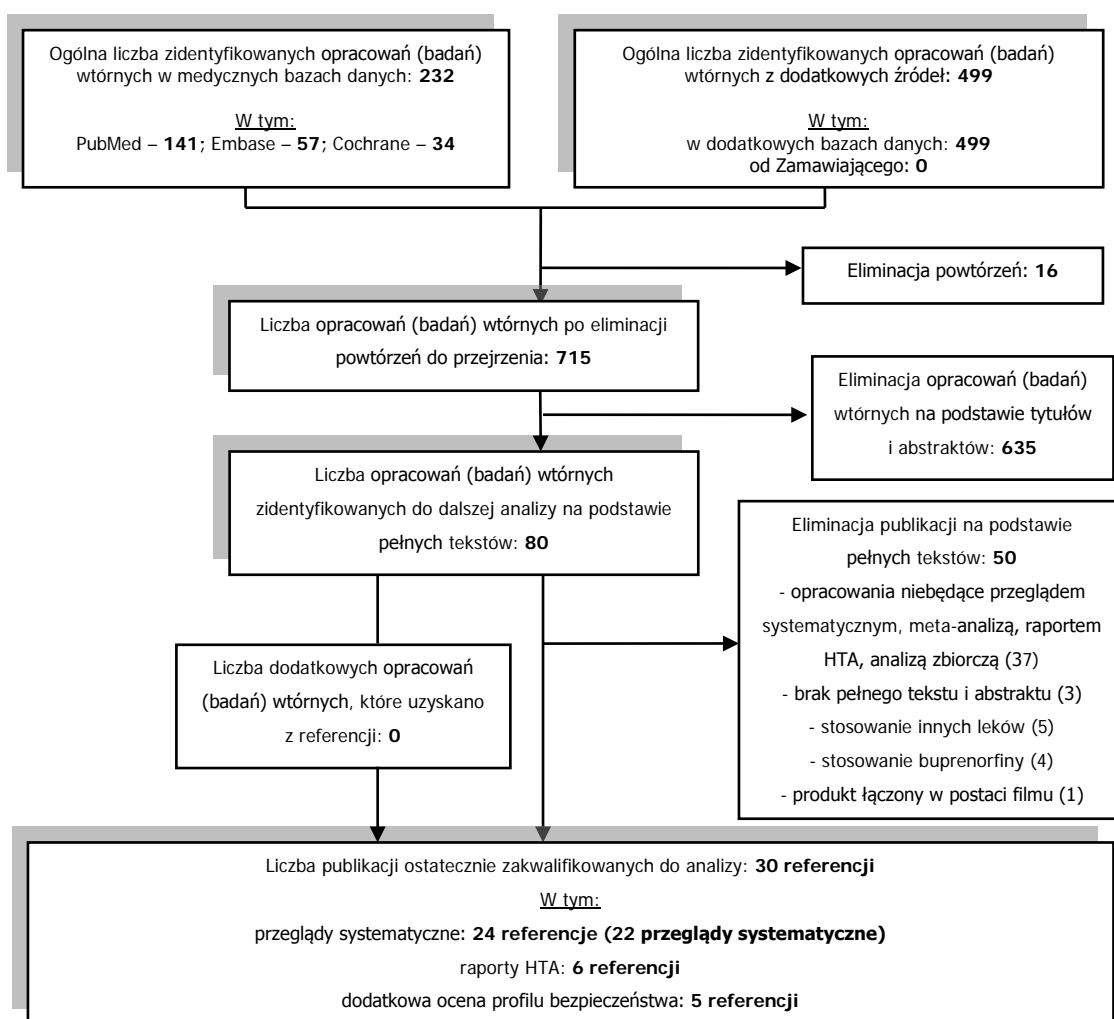 Ogólna liczba zidentyfikowanych opracowań (badań)
wtórnych w medycznych bazach danych: 232
W tym:
PubMed – 141; Embase – 57; Cochrane – 34
Ogólna liczba zidentyfikowanych opracowań (badań)
wtórnych z dodatkowych źródeł: 499
W tym:
w dodatkowych bazach danych: 499
od Zamawiającego: 0
Eliminacja powtórzeń: 16
Liczba opracowań (badań) wtórnych po eliminacji
powtórzeń do przejrzenia: 715
Eliminacja opracowań (badań)
wtórnych na podstawie tytułów
i abstraktów: 635
Liczba opracowań (badań) wtórnych
zidentyfikowanych do dalszej analizy na podstawie
pełnych tekstów: 80
Eliminacja publikacji na podstawie
pełnych tekstów: 50
- opracowania niebędące przeglądem
systematycznym, meta-analizą, raportem
HTA, analizą zbiorczą (37)
- brak pełnego tekstu i abstraktu (3)
- stosowanie innych leków (5)
- stosowanie buprenorfiny (4)
- produkt łączony w postaci filmu (1)
Liczba dodatkowych opracowań
(badań) wtórnych, które uzyskano
z referencji: 0
Liczba publikacji ostatecznie zakwalifikowanych do analizy: 30 referencji
W tym:
przeglądy systematyczne: 24 referencje (22 przeglądy systematyczne)
raporty HTA: 6 referencji
dodatkowa ocena profilu bezpieczeństwa: 5 referencji